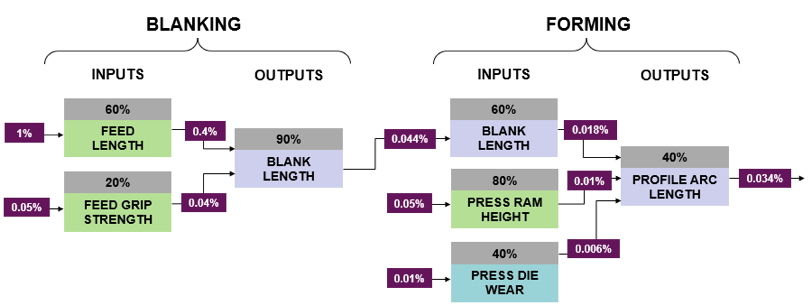 BLANKING
INPUTS
OUTPUTS
1%
60%
FEED
LENGTH
0.4%
0.05%
20%
FEED GRIP
STRENGTH
0.04%
90%
BLANK
LENGTH
0.044%
FORMING
INPUTS
OUTPUTS
60%
BLANK
LENGTH
0.018%
0.05%
80%
PRESS RAM
HEIGHT
0.01%
0.01%
40%
PRESS DIE
WEAR
0.006%
40%
PROFILE ARC
LENGTH
0.034%